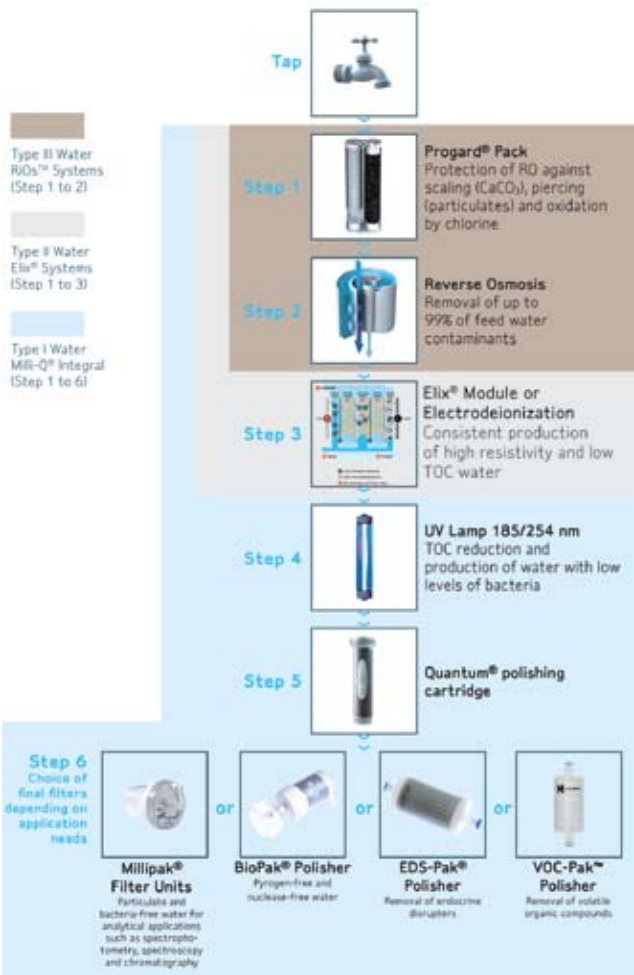 Tap
Type III Water
RiOs™ Systems
(Step 1 to 2)
Type II Water
Elix® Systems
(Step 1 to 3)
Type I Water
Milli-Q® Integral
(Step 1 to 6)
Step 1
Progard® Pack
Protection of RO against
scaling (CaCO₃), piercing
(particulates) and oxidation
by chlorine
Step 2
Reverse Osmosis
Removal of up to
99% of feed water
contaminants
Step 3
Elix® Module or
Electrodeionization
Consistent production
of high resistivity and low
TOC water
Step 4
UV Lamp 185/254 nm
TOC reduction and
production of water with low
levels of bacteria
Step 5
Quantum® polishing
cartridge
Step 6
Choice of
final filters
depending on
application
needs
or
or
or
Millipak®
Filter Units
Particulate and
bacteria-free water for
analytical applications
such as spectropho-
tometry, spectroscopy
and chromatography
BioPak® Polisher
Pyrogen-free and
nuclease-free water
EDS-Pak®
Polisher
Removal of endocrine
disrupters
VOC-Pak™
Polisher
Removal of volatile
organic compounds